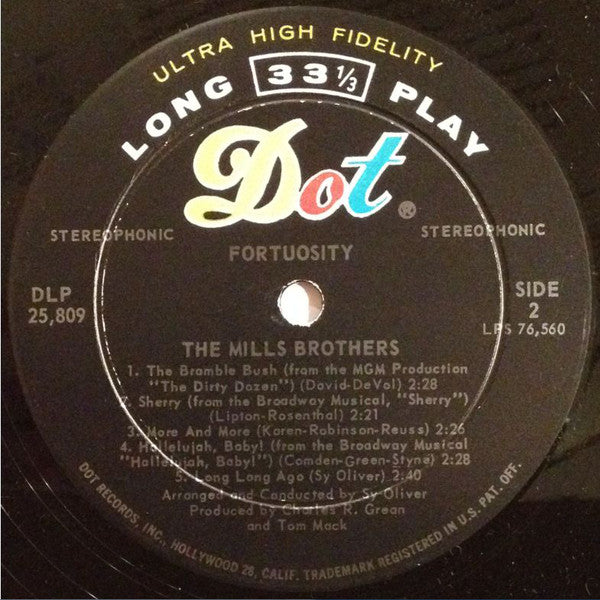 ULTRA HIGH FIDELITY
LONG 33 1/3 PLAY
Dot®
STEREOPHONIC
STEREOPHONIC
FORTUOSITY
DLP
25,809
SIDE
2
LPS 76,560
THE MILLS BROTHERS
1. The Bramble Bush (from the MGM Production
"The Dirty Dozen") (David-DeVol) 2:28
2. Sherry (from the Broadway Musical, "Sherry")
(Lipton-Rosenthal) 2:21
3. More And More (Karen-Robinson-Reuss) 2:26
4. Hallelujah, Baby! (from the Broadway Musical
"Hallelujah, Baby!") (Comden-Green-Styne) 2:28
5. Long Long Ago (Sy Oliver) 2:40
Arranged and Conducted by Sy Oliver
Produced by Charles R. Grean
and Tom Mack
DOT RECORDS, INC., HOLLYWOOD 28, CALIF. TRADEMARK REGISTERED IN U.S. PAT. OFF.